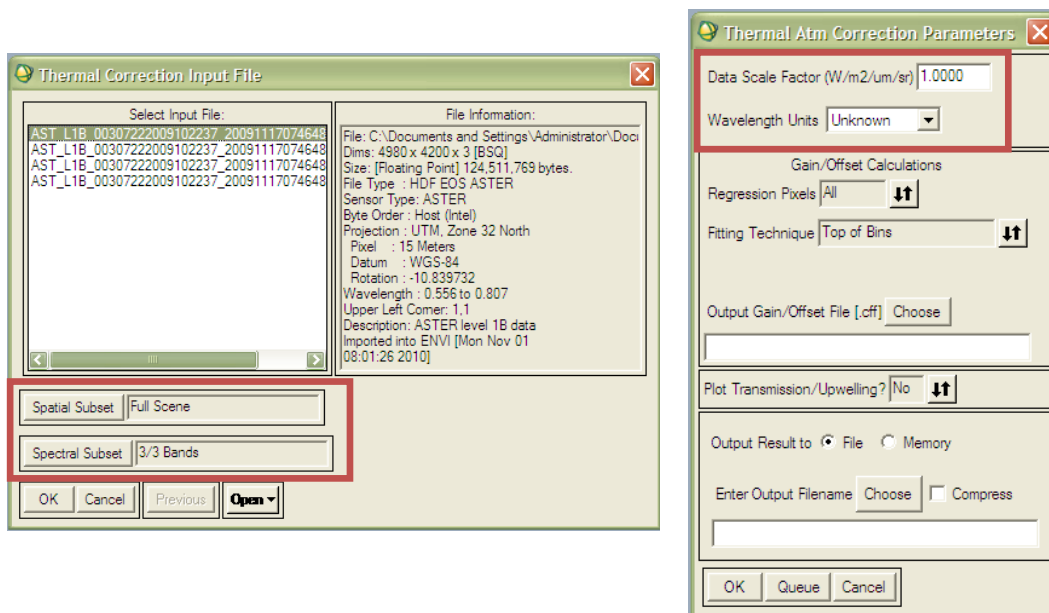 Thermal Correction Input File
Select Input File:
AST_L1B_00307222009102237_20091117074648
AST_L1B_00307222009102237_20091117074648
AST_L1B_00307222009102237_20091117074648
AST_L1B_00307222009102237_20091117074648
File Information:
File: C:\Documents and Settings\Administrator\Docu
Dims: 4980 x 4200 x 3 [BSQ]
Size: [Floating Point] 124,511,769 bytes.
File Type : HDF EOS ASTER
Sensor Type: ASTER
Byte Order : Host (Intel)
Projection : UTM, Zone 32 North
Pixel : 15 Meters
Datum : WGS-84
Rotation : -10.839732
Wavelength : 0.556 to 0.807
Upper Left Corner: 1,1
Description: ASTER level 1B data
Imported into ENVI [Mon Nov 01
08:01:26 2010]
Spatial Subset Full Scene
Spectral Subset 3/3 Bands
OK Cancel Previous Open
Thermal Atm Correction Parameters
Data Scale Factor (W/m2/um/sr) 1.0000
Wavelength Units Unknown
Gain/Offset Calculations
Regression Pixels All
Fitting Technique Top of Bins
Output Gain/Offset File [.cff] Choose
Plot Transmission/Upwelling? No
Output Result to File Memory
Enter Output Filename Choose Compress
OK Queue Cancel